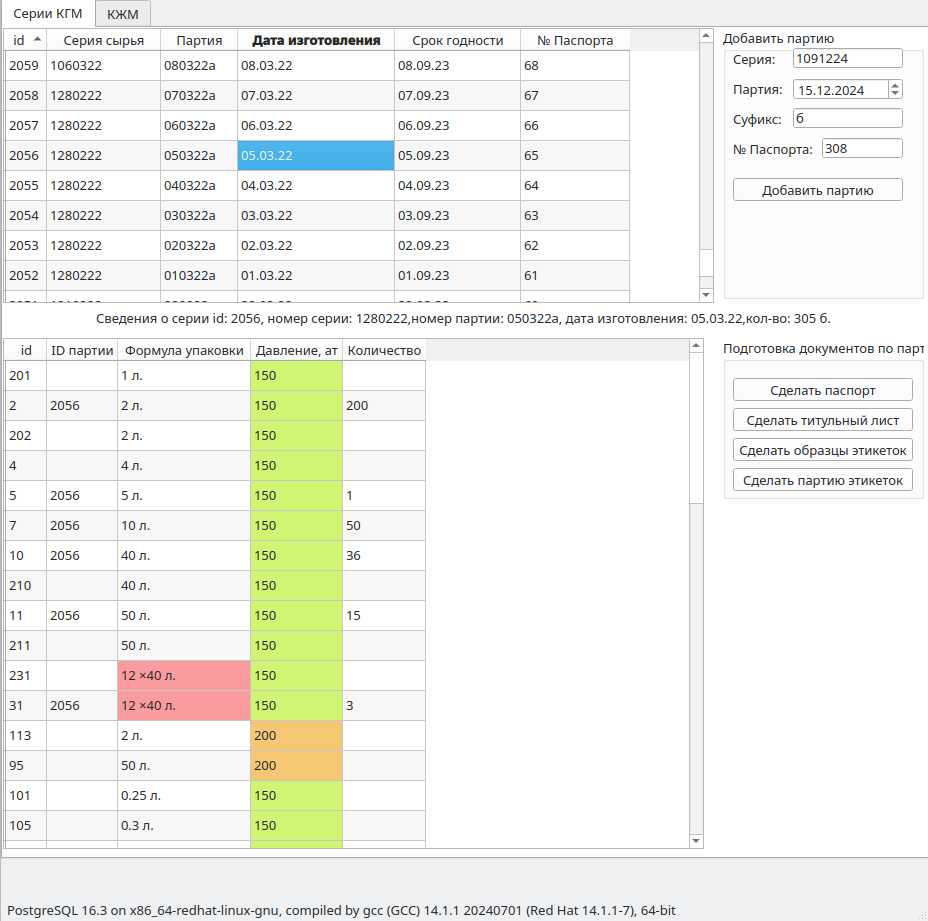 Серии КГМ КЖМ
id Серия сырья Партия Дата изготовления Срок годности № Паспорта
2059 1060322 080322а 08.03.22 08.09.23 68
2058 1280222 070322а 07.03.22 07.09.23 67
2057 1280222 060322а 06.03.22 06.09.23 66
2056 1280222 050322а 05.03.22 05.09.23 65
2055 1280222 040322а 04.03.22 04.09.23 64
2054 1280222 030322а 03.03.22 03.09.23 63
2053 1280222 020322а 02.03.22 02.09.23 62
2052 1280222 010322а 01.03.22 01.09.23 61
Добавить партию
Серия: 1091224
Партия: 15.12.2024
Суфикс: б
№ Паспорта: 308
Добавить партию
Сведения о серии id: 2056, номер серии: 1280222,номер партии: 050322а, дата изготовления: 05.03.22,кол-во: 305 б.
id ID партии Формула упаковки Давление, ат Количество
201 1 л. 150
2 2056 2 л. 150 200
202 2 л. 150
4 4 л. 150
5 2056 5 л. 150 1
7 2056 10 л. 150 50
10 2056 40 л. 150 36
210 40 л. 150
11 2056 50 л. 150 15
211 50 л. 150
231 12 ×40 л. 150
31 2056 12 ×40 л. 150 3
113 2 л. 200
95 50 л. 200
101 0.25 л. 150
105 0.3 л. 150
Подготовка документов по парт
Сделать паспорт
Сделать титульный лист
Сделать образцы этикеток
Сделать партию этикеток
PostgreSQL 16.3 on x86_64-redhat-linux-gnu, compiled by gcc (GCC) 14.1.1 20240701 (Red Hat 14.1.1-7), 64-bit